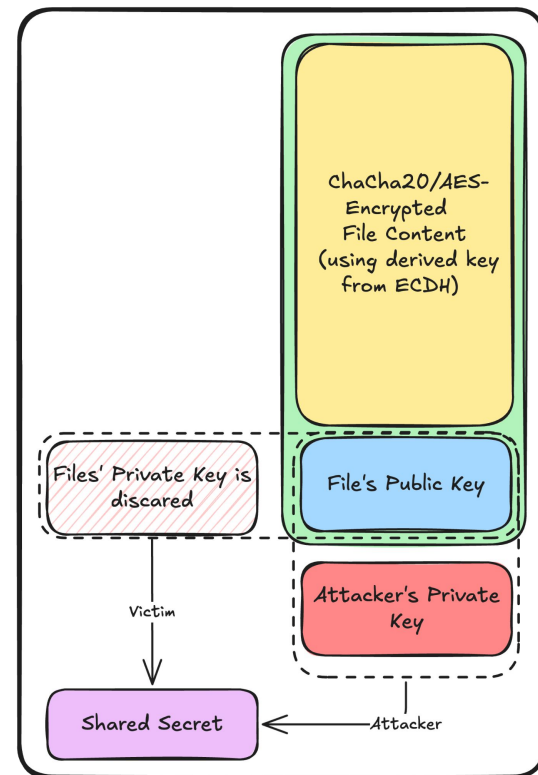 ChaCha20/AES-
Encrypted
File Content
(using derived key
from ECDH)
Files' Private Key is
discared
File's Public Key
Attacker's Private
Key
Victim
Shared Secret
Attacker